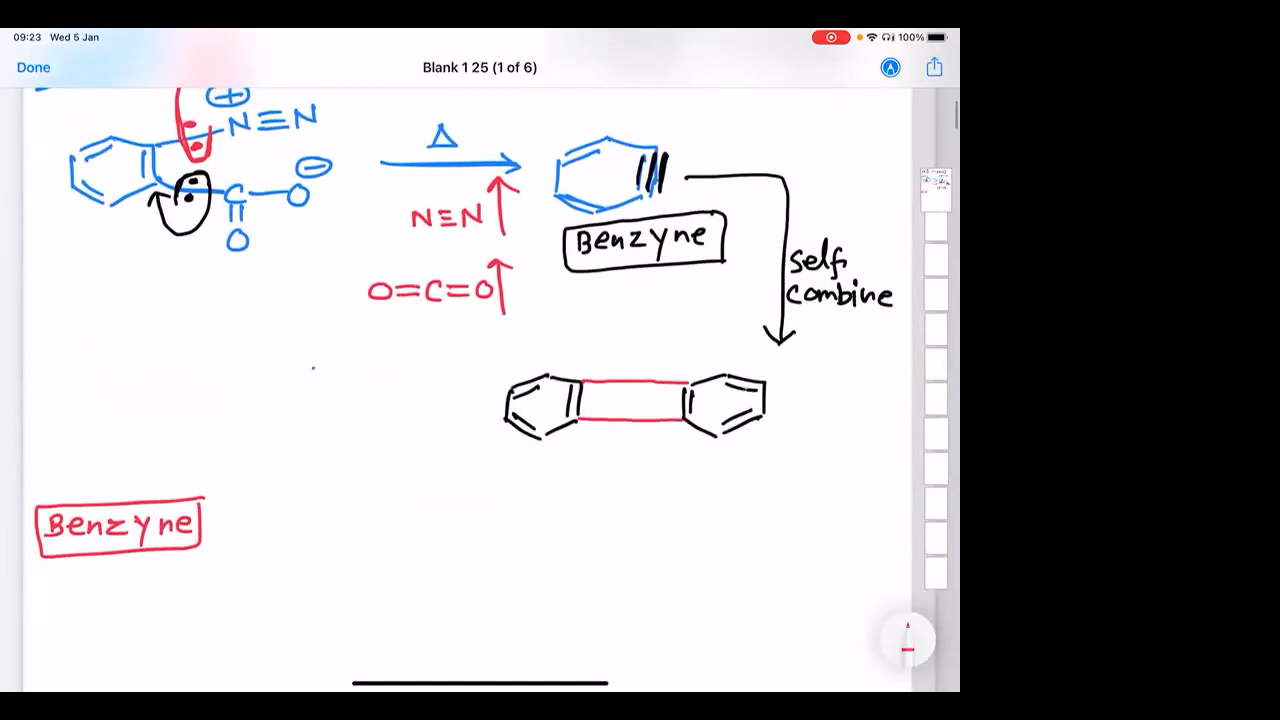 09:23 Wed 5 Jan
100%
Done
Blank 1 25 (1 of 6)
⊕
N≡N
Δ
⊖
C—O
O
N≡N ↑
O=C=O ↑
Benzyne
self
combine
Benzyne